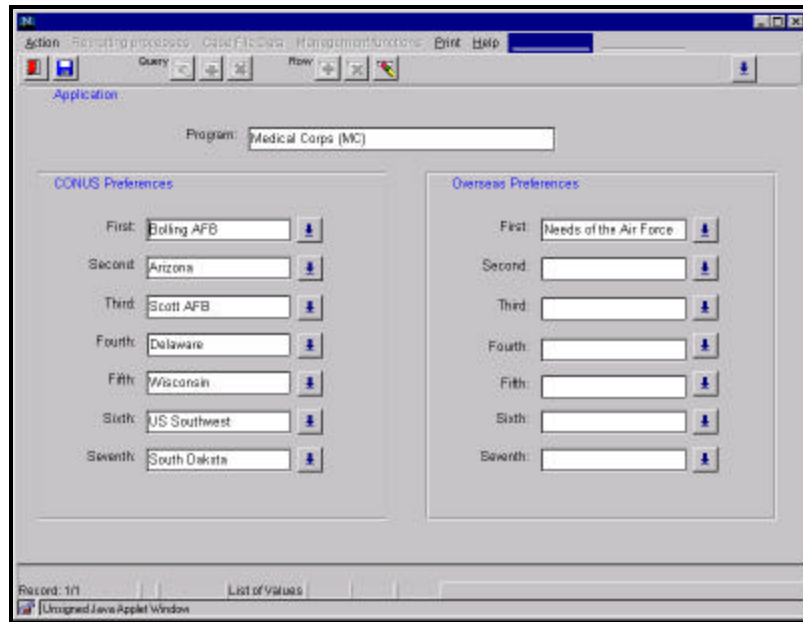 Action Recruiting processes Case File Data Management functions Print Help
Query Row
Application
Program: Medical Corps (MC)
CONUS Preferences
First: Bolling AFB
Second: Arizona
Third: Scott AFB
Fourth: Delaware
Fifth: Wisconsin
Sixth: US Southwest
Seventh: South Dakota
Overseas Preferences
First: Needs of the Air Force
Second:
Third:
Fourth:
Fifth:
Sixth:
Seventh:
Record: 1/1 List of Values
Unsigned Java Applet Window